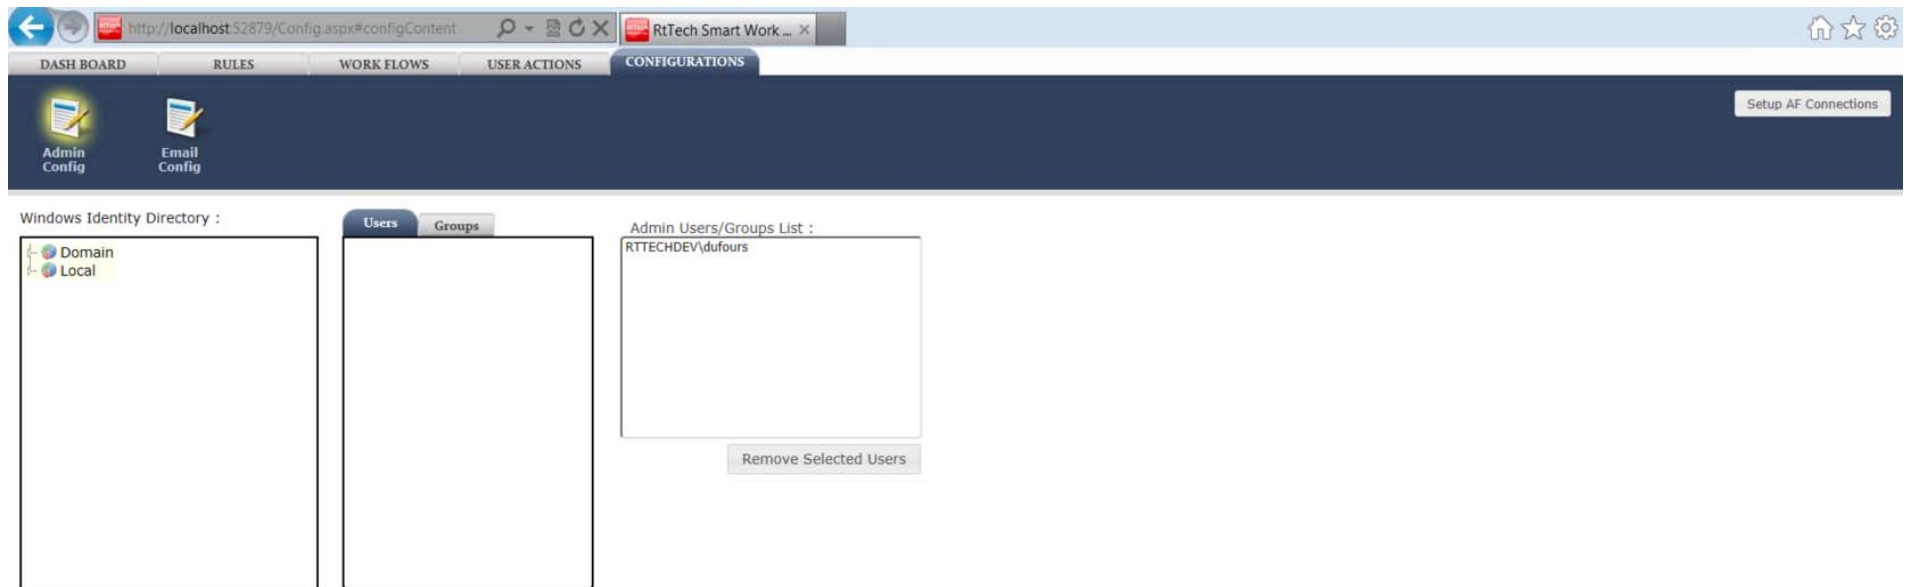 http://localhost:52879/Config.aspx#configContent
RtTech Smart Work ...
DASH BOARD
RULES
WORK FLOWS
USER ACTIONS
CONFIGURATIONS
Setup AF Connections
Admin
Config
Email
Config
Windows Identity Directory :
Users
Groups
Admin Users/Groups List :
Domain
Local
RTTECHDEV\dufours
Remove Selected Users